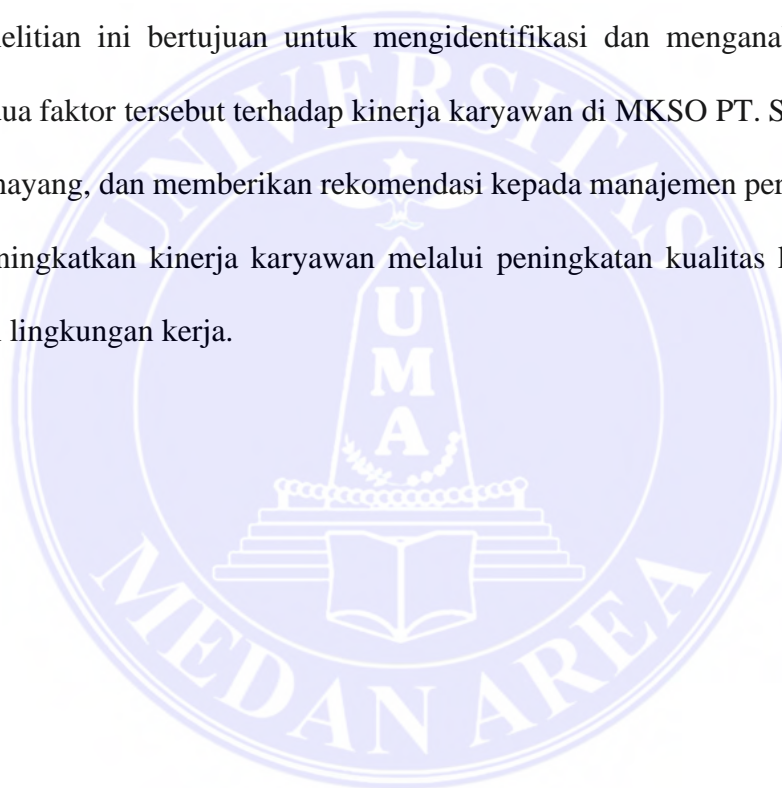 elitian ini bertujuan untuk mengidentifikasi dan mengana
ua faktor tersebut terhadap kinerja karyawan di MKSO PT. S
ayang, dan memberikan rekomendasi kepada manajemen per
ningkatkan kinerja karyawan melalui peningkatan kualitas
lingkungan kerja.
UNIVERSITAS
UMA
MEDAN AREA